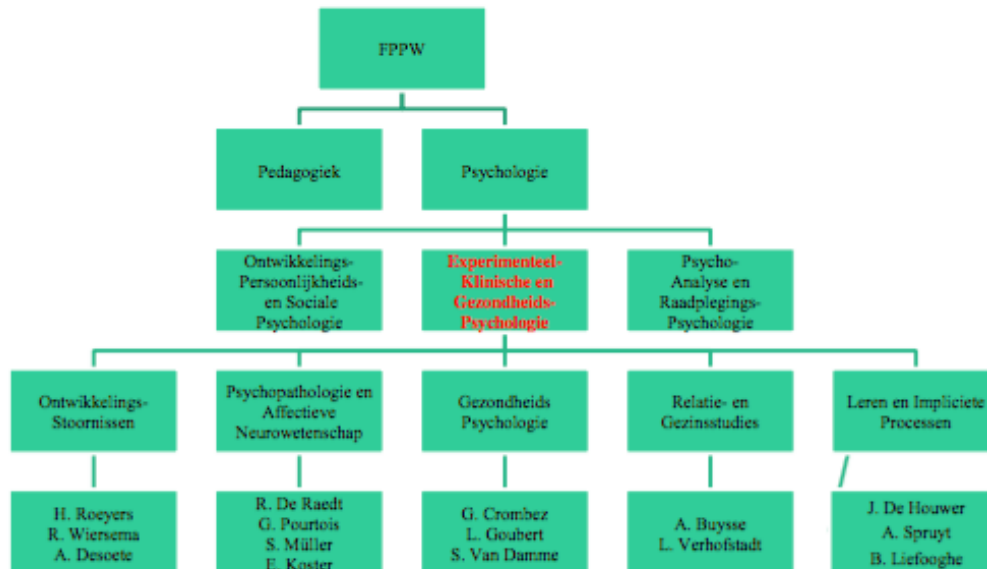 FPPW
Pedagogiek
Psychologie
Ontwikkelings-
Persoonlijkheids-
en Sociale
Psychologie
Experimenteel-
Klinische en
Gezondheids-
Psychologie
Psycho-
Analyse en
Raadplegings-
Psychologie
Ontwikkelings-
Stoornissen
Psychopathologie en
Affectieve
Neurowetenschap
Gezondheids
Psychologie
Relatie- en
Gezinsstudies
Leren en Impliciete
Processen
H. Roeyers
R. Wiersema
A. Desoete
R. De Raedt
G. Pourtois
S. Müller
E. Koster
G. Crombez
L. Goubert
S. Van Damme
A. Buysse
L. Verhofstadt
J. De Houwer
A. Spruyt
B. Liefooghe